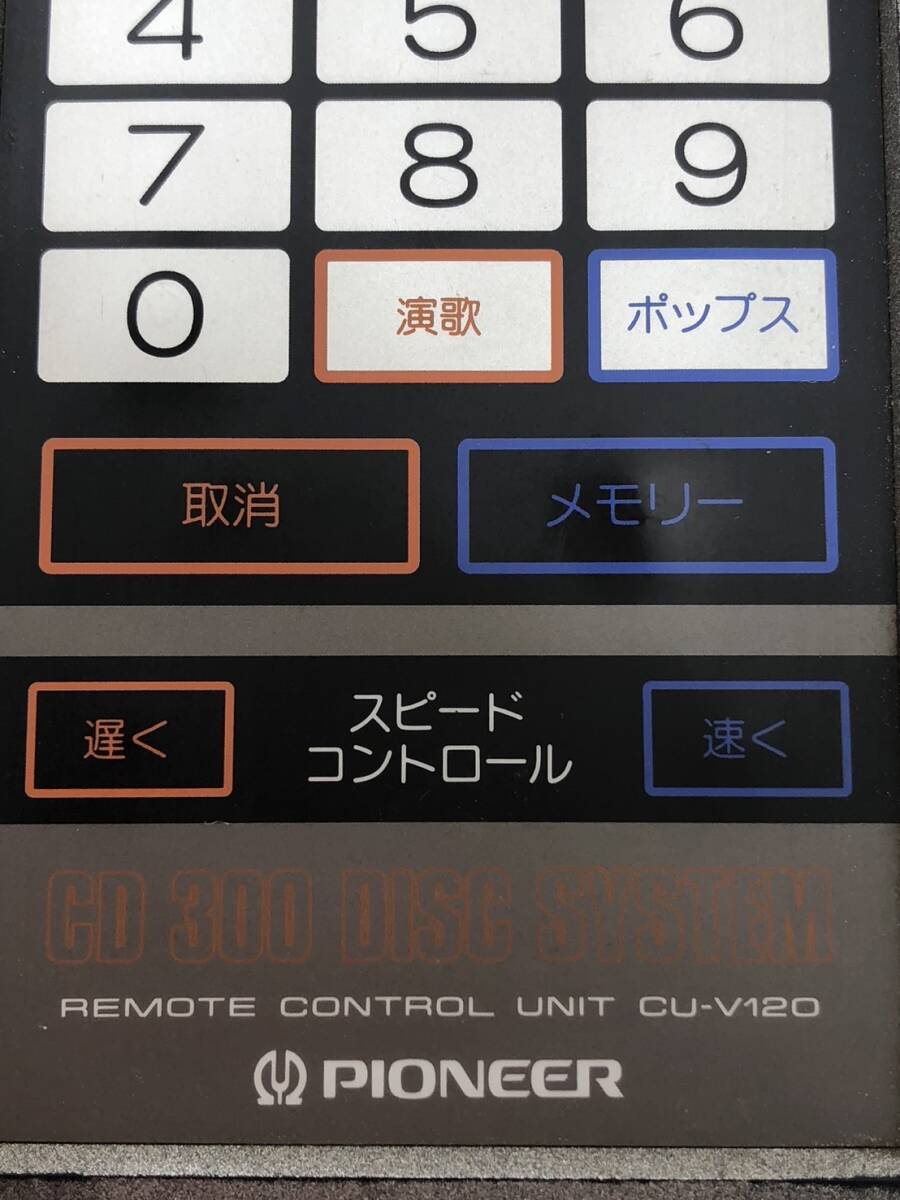 4 5 6
7 8 9
0 演歌 ポップス
取消 メモリー
遅く スピード コントロール 速く
CD 300 DISC SYSTEM
REMOTE CONTROL UNIT CU-V120
PIONEER